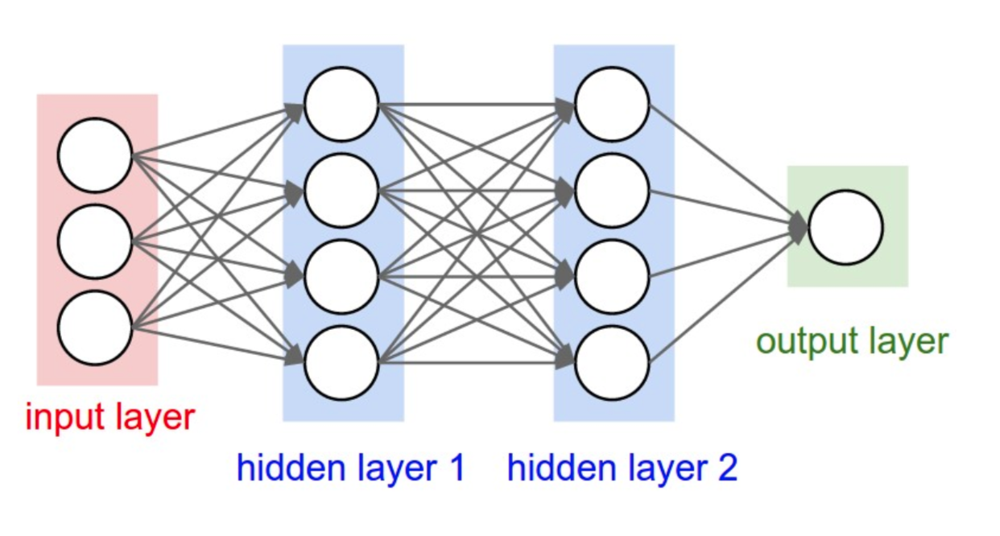 input layer
hidden layer 1
hidden layer 2
output layer